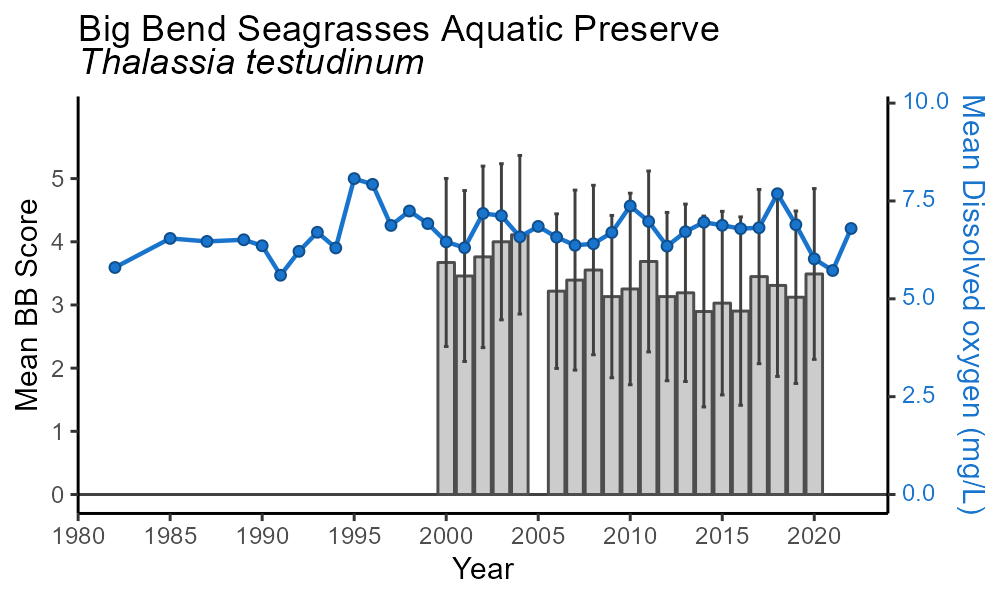 Big Bend Seagrasses Aquatic Preserve
Thalassia testudinum
Mean BB Score
5
4
3
2
1
0
10.0
7.5
5.0
2.5
0.0
Mean Dissolved oxygen (mg/L)
1980 1985 1990 1995 2000 2005 2010 2015 2020
Year